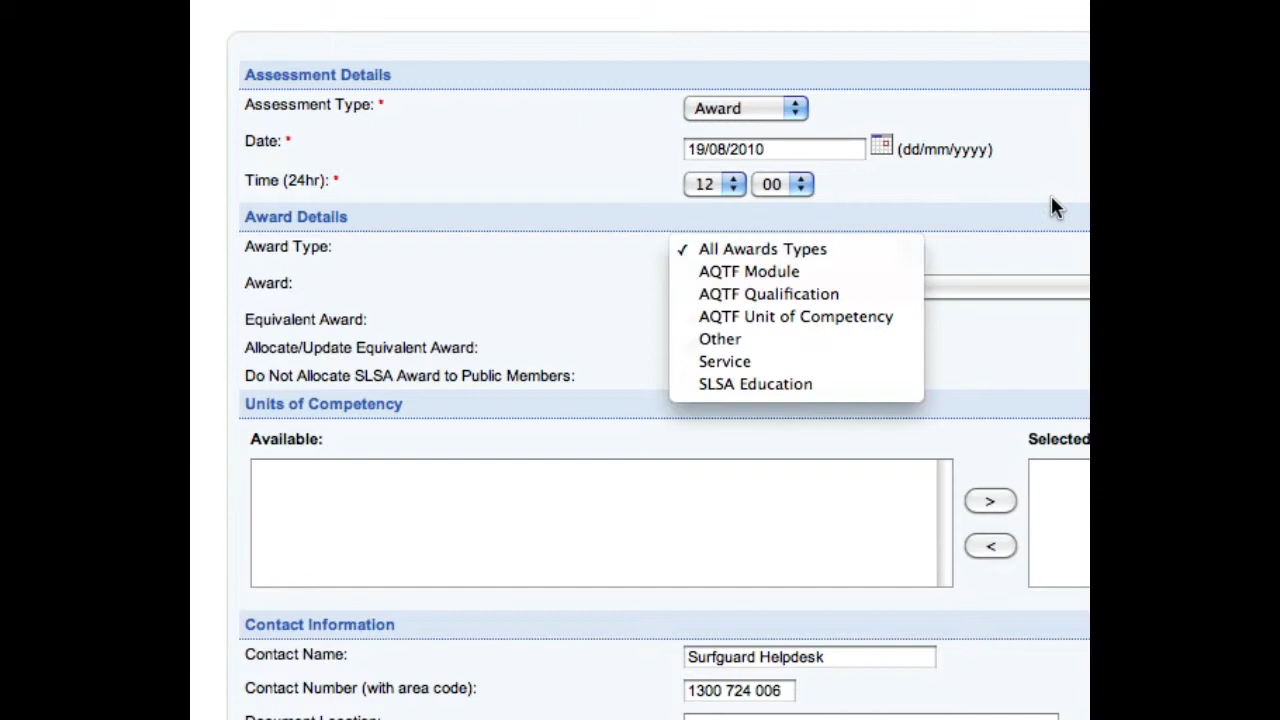 Assessment Details
Assessment Type: * Award
Date: * 19/08/2010 (dd/mm/yyyy)
Time (24hr): * 12 00
Award Details
Award Type: ✓ All Awards Types
AQTF Module
Award:
AQTF Qualification
AQTF Unit of Competency
Equivalent Award:
Other
Allocate/Update Equivalent Award:
Service
Do Not Allocate SLSA Award to Public Members:
SLSA Education
Units of Competency
Available: Selected
>
<
Contact Information
Contact Name: Surfguard Helpdesk
Contact Number (with area code): 1300 724 006
Document Location: